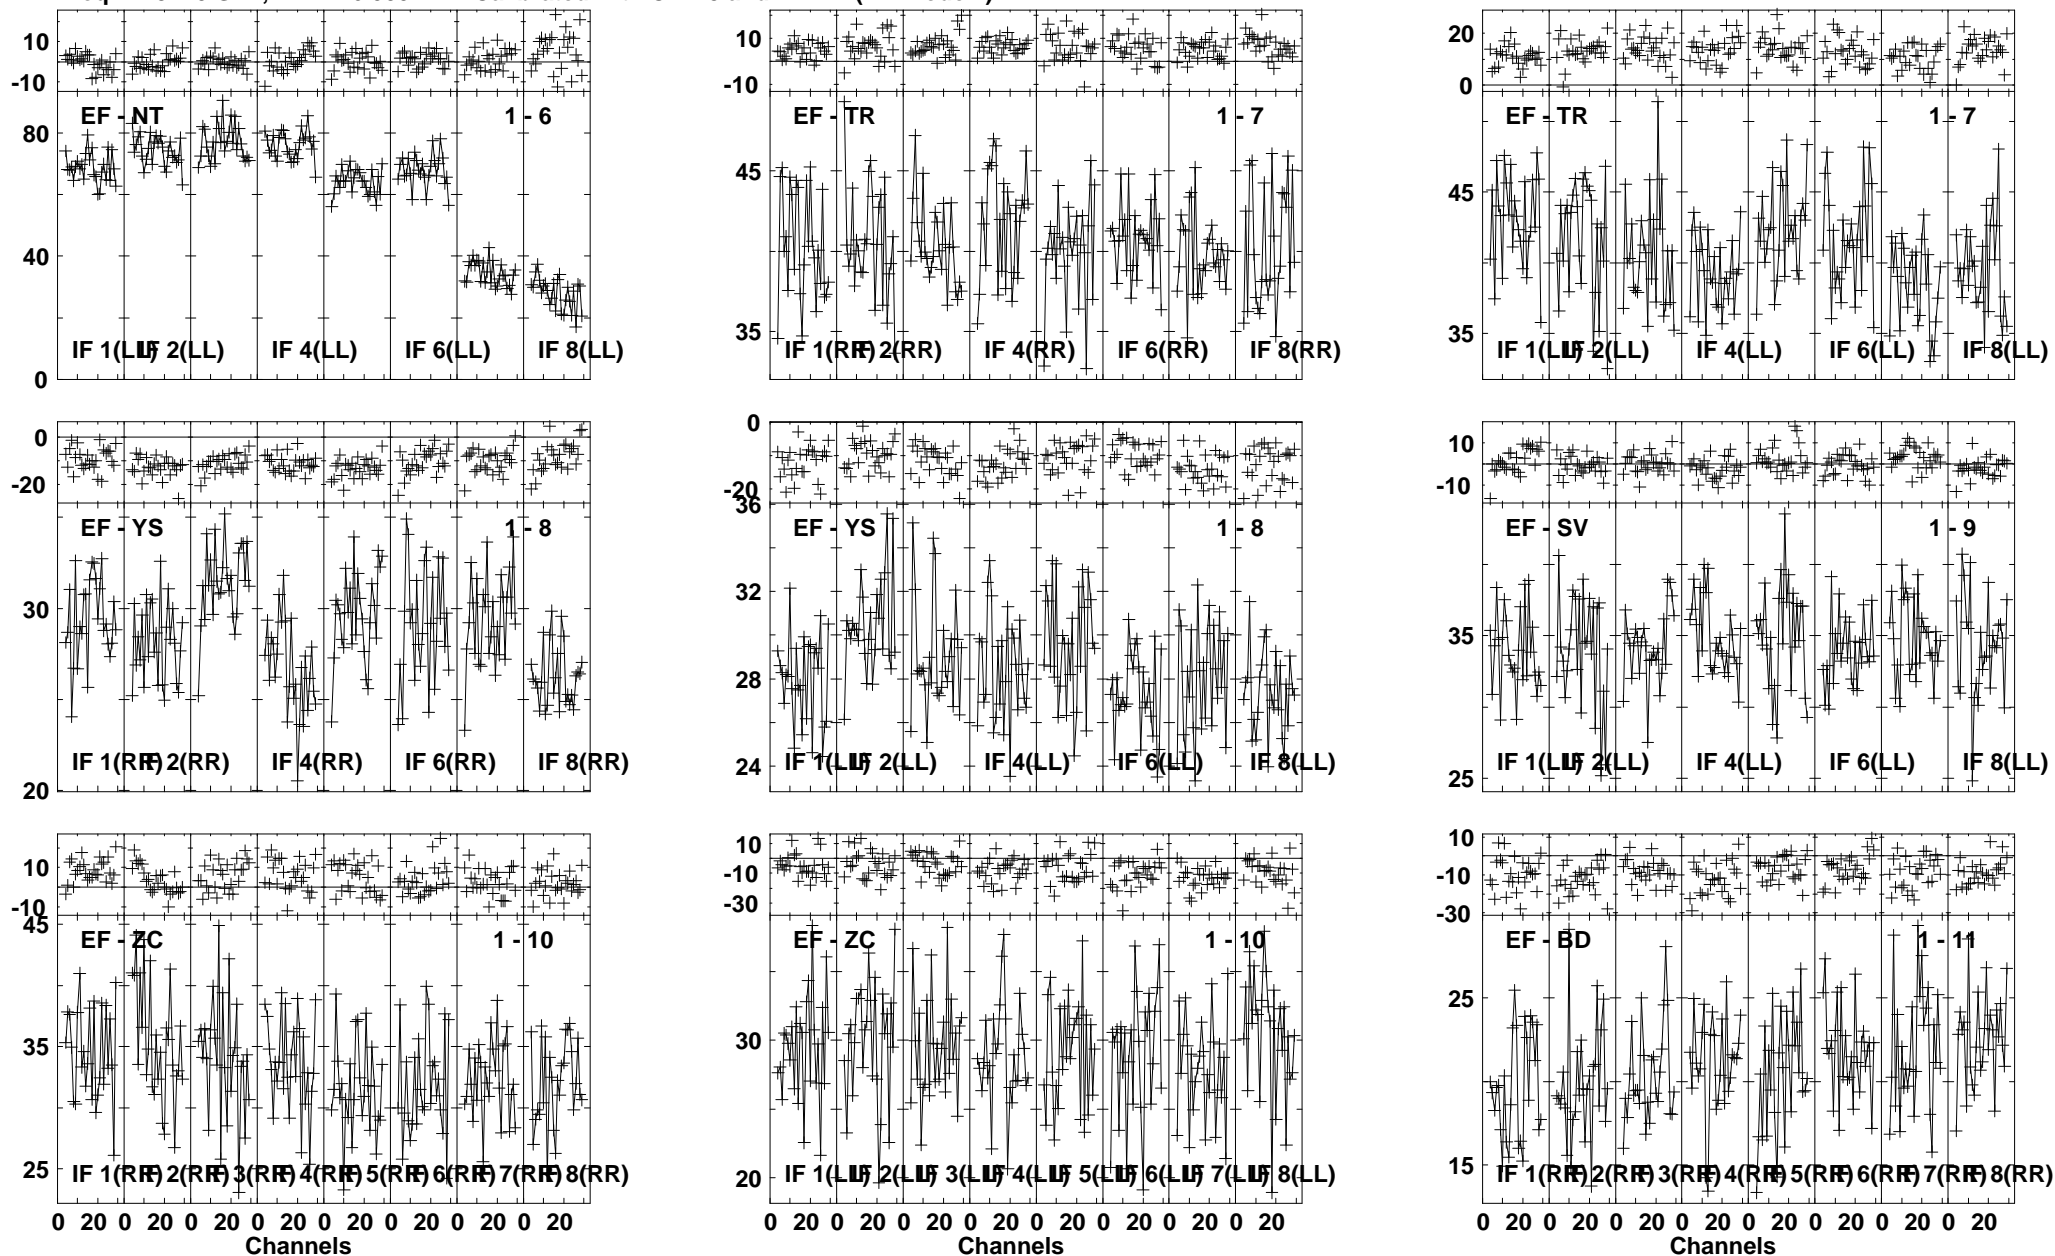 10
-10
EF - NT 1 - 6
80
40
0
IF 1(LL) IF 2(LL) IF 4(LL) IF 6(LL) IF 8(LL)
10
-10
EF - TR 1 - 7
45
35
IF 1(RR) IF 2(RR) IF 4(RR) IF 6(RR) IF 8(RR)
20
0
EF - TR 1 - 7
45
35
IF 1(LL) IF 2(LL) IF 4(LL) IF 6(LL) IF 8(LL)
0
-20
EF - YS 1 - 8
30
20
IF 1(RR) IF 2(RR) IF 4(RR) IF 6(RR) IF 8(RR)
0
-20
36
EF - YS 1 - 8
32
28
24
IF 1(LL) IF 2(LL) IF 4(LL) IF 6(LL) IF 8(LL)
10
-10
EF - SV 1 - 9
35
25
IF 1(LL) IF 2(LL) IF 4(LL) IF 6(LL) IF 8(LL)
10
-10
45
EF - ZC 1 - 10
35
25
IF 1(RR) IF 2(RR) IF 3(RR) IF 4(RR) IF 5(RR) IF 6(RR) IF 7(RR) IF 8(RR)
0 20 0 20 0 20 0 20 0 20 0 20 0 20 0 20
Channels
10
-10
-30
EF - ZC 1 - 10
30
20
IF 1(LL) IF 2(LL) IF 3(LL) IF 4(LL) IF 5(LL) IF 6(LL) IF 7(LL) IF 8(LL)
0 20 0 20 0 20 0 20 0 20 0 20 0 20 0 20
Channels
10
-10
-30
EF - BD 1 - 11
25
15
IF 1(RR) IF 2(RR) IF 3(RR) IF 4(RR) IF 5(RR) IF 6(RR) IF 7(RR) IF 8(RR)
0 20 0 20 0 20 0 20 0 20 0 20 0 20 0 20
Channels